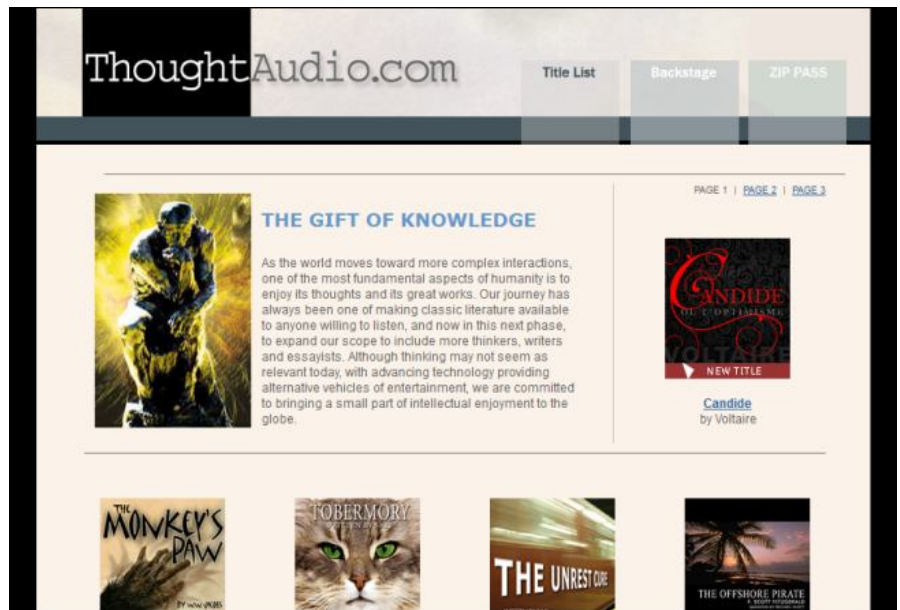 ThoughtAudio.com
Title List
Backstage
ZIP PASS
PAGE 1 | PAGE 2 | PAGE 3
THE GIFT OF KNOWLEDGE
As the world moves toward more complex interactions,
one of the most fundamental aspects of humanity is to
enjoy its thoughts and its great works. Our journey has
always been one of making classic literature available
to anyone willing to listen, and now in this next phase,
to expand our scope to include more thinkers, writers
and essayists. Although thinking may not seem as
relevant today, with advancing technology providing
alternative vehicles of entertainment, we are committed
to bringing a small part of intellectual enjoyment to the
globe.
CANDIDE
OU L'OPTIMISME
VOLTAIRE
NEW TITLE
Candide
by Voltaire
THE
MONKEY'S
PAW
BY W.W. JACOBS
TOBERMORY
THE UNREST CURE
THE OFFSHORE PIRATE
F. SCOTT FITZGERALD